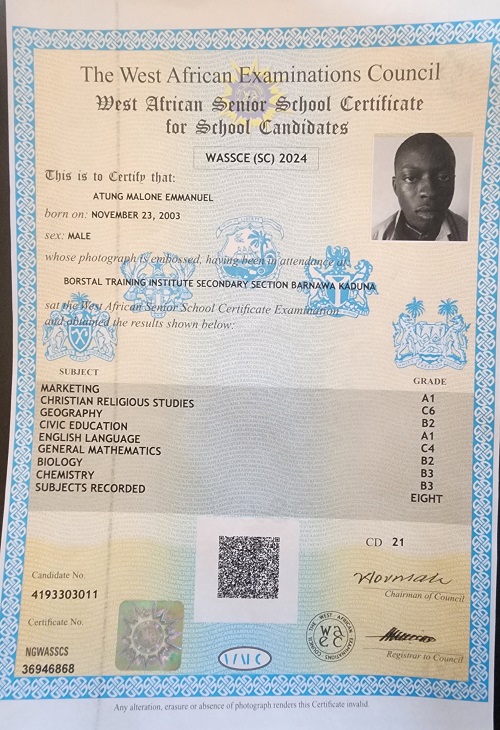 The West African Examinations Council
West African Senior School Certificate
for School Candidates
WASSCE (SC) 2024
This is to Certify that:
ATUNG MALONE EMMANUEL
born on: NOVEMBER 23, 2003
sex: MALE
whose photograph is embossed, having been in attendance at
BORSTAL TRAINING INSTITUTE SECONDARY SECTION BARNAWA KADUNA
sat the West African Senior School Certificate Examination
and obtained the results shown below:
SUBJECT GRADE
MARKETING A1
CHRISTIAN RELIGIOUS STUDIES C6
GEOGRAPHY B2
CIVIC EDUCATION A1
ENGLISH LANGUAGE C4
GENERAL MATHEMATICS B2
BIOLOGY B3
CHEMISTRY B3
SUBJECTS RECORDED EIGHT
CD 21
Candidate No.
4193303011
Chairman of Council
Certificate No.
NGWASSCS
36946868
THE WEST AFRICAN EXAMINATIONS COUNCIL
Registrar to Council
Any alteration, erasure or absence of photograph renders this Certificate invalid.